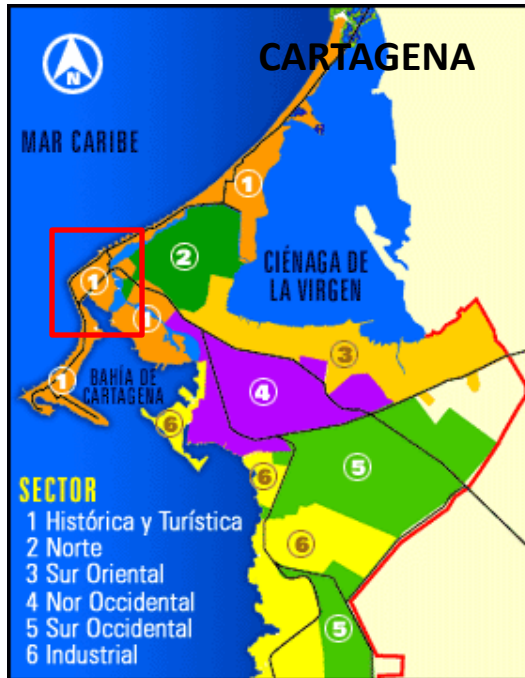 CARTAGENA
N
MAR CARIBE
1
2
CIÉNAGA DE
LA VIRGEN
1
1
3
1
BAHÍA DE
CARTAGENA
4
6
6
5
6
5
SECTOR
1 Histórica y Turística
2 Norte
3 Sur Oriental
4 Nor Occidental
5 Sur Occidental
6 Industrial